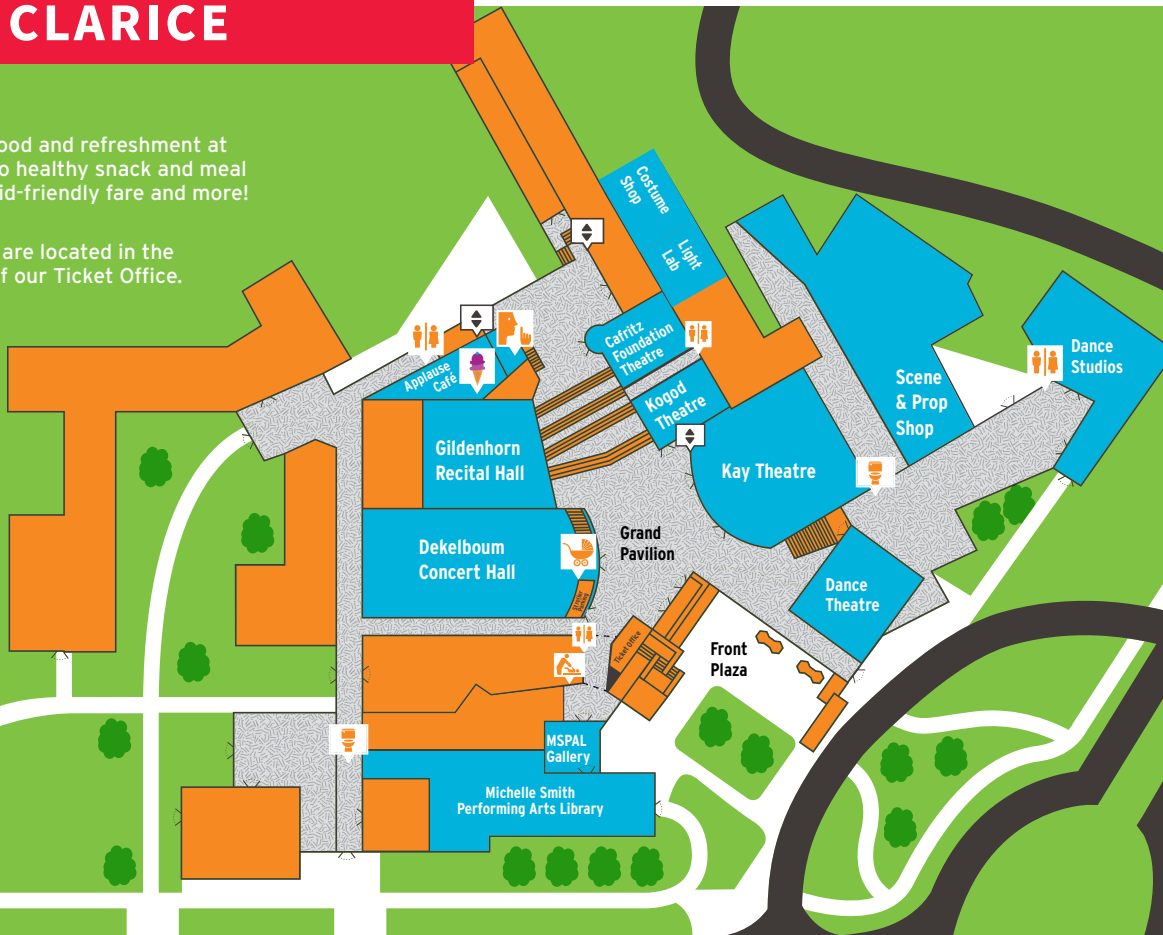 CLARICE
ood and refreshment at
o healthy snack and meal
id-friendly fare and more!
are located in the
f our Ticket Office.
Costume
Shop
Light
Lab
Cafritz
Foundation
Theatre
Applause
Café
Kogod
Theatre
Dance
Studios
Scene
& Prop
Shop
Gildenhorn
Recital Hall
Kay Theatre
Grand
Pavilion
Dekelboum
Concert Hall
Stroller
Parking
Dance
Theatre
Ticket Office
Front
Plaza
MSPAL
Gallery
Michelle Smith
Performing Arts Library